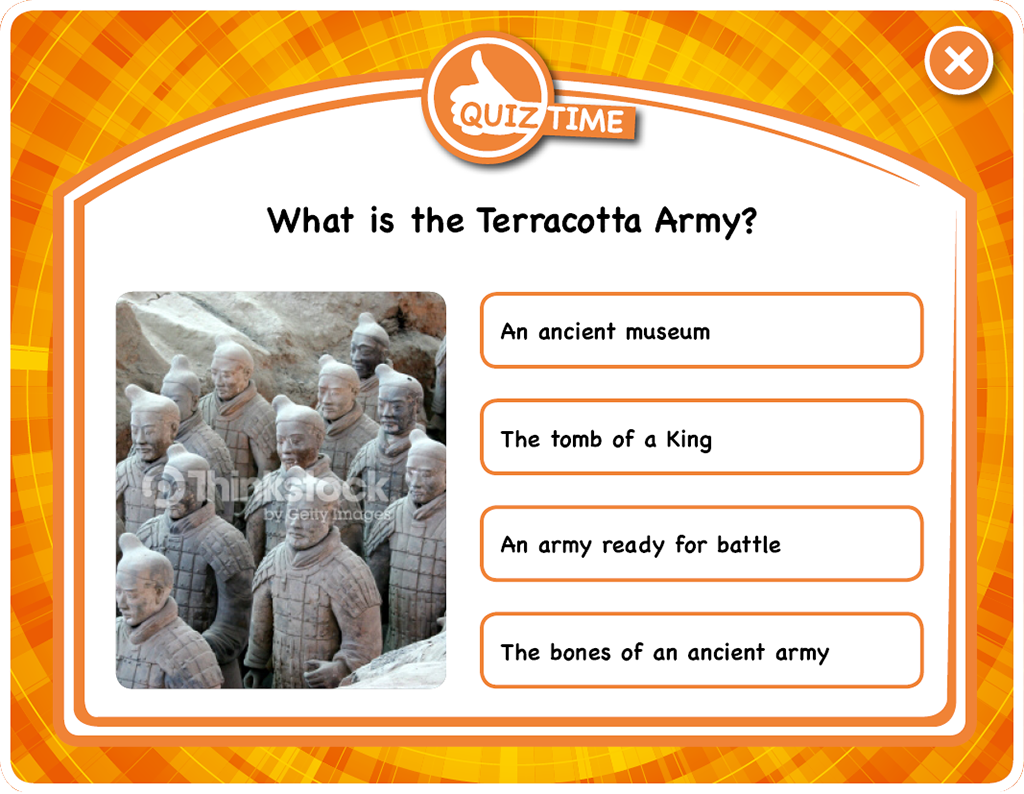 QUIZ TIME
What is the Terracotta Army?
An ancient museum
The tomb of a King
An army ready for battle
The bones of an ancient army
Thinkstock
by Getty Images